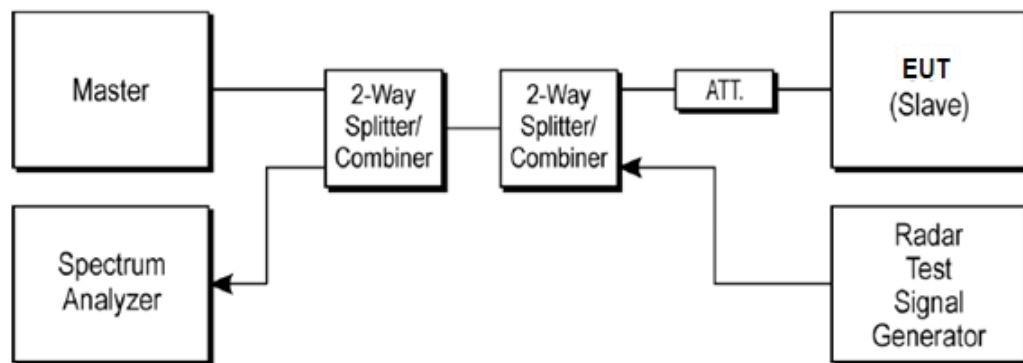 Master
2-Way
Splitter/
Combiner
2-Way
Splitter/
Combiner
ATT.
EUT
(Slave)
Spectrum
Analyzer
Radar
Test
Signal
Generator